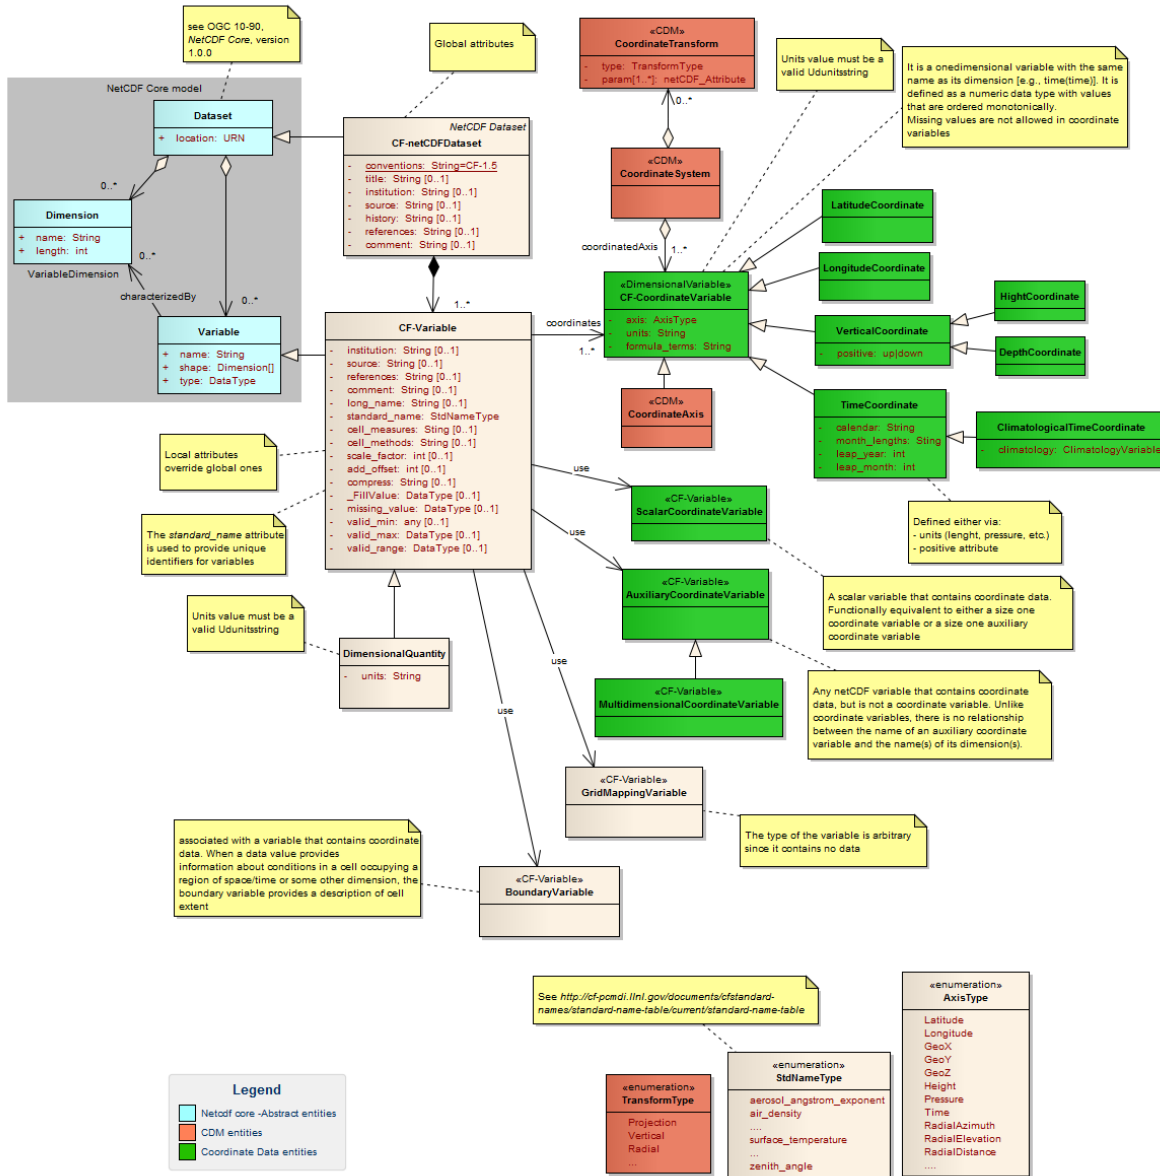 see OGC 10-90,
NetCDF Core, version
1.0.0
Global attributes
«CDM»
CoordinateTransform
- type: TransformType
- param[1..*]: netCDF_Attribute
Units value must be a
valid Udunitsstring
It is a onedimensional variable with the same
name as its dimension [e.g., time(time)]. It is
defined as a numeric data type with values
that are ordered monotonically.
Missing values are not allowed in coordinate
variables
NetCDF Core model
Dataset
+ location: URN
NetCDF Dataset
CF-netCDFDataset
- conventions: String=CF-1.5
- title: String [0..1]
- institution: String [0..1]
- source: String [0..1]
- history: String [0..1]
- references: String [0..1]
- comment: String [0..1]
0..*
«CDM»
CoordinateSystem
0..*
Dimension
+ name: String
+ length: int
0..*
VariableDimension
characterizedBy
0..*
coordinatedAxis
1..*
LatitudeCoordinate
LongitudeCoordinate
«DimensionalVariable»
CF-CoordinateVariable
- axis: AxisType
- units: String
- formula_terms: String
HightCoordinate
VerticalCoordinate
- positive: up|down
DepthCoordinate
1..*
Variable
+ name: String
+ shape: Dimension[]
+ type: DataType
CF-Variable
- institution: String [0..1]
- source: String [0..1]
- references: String [0..1]
- comment: String [0..1]
- long_name: String [0..1]
- standard_name: StdNameType
- cell_measures: String [0..1]
- cell_methods: String [0..1]
- scale_factor: int [0..1]
- add_offset: int [0..1]
- compress: String [0..1]
- _FillValue: DataType [0..1]
- missing_value: DataType [0..1]
- valid_min: any [0..1]
- valid_max: DataType [0..1]
- valid_range: DataType [0..1]
coordinates
1..*
«CDM»
CoordinateAxis
TimeCoordinate
- calendar: String
- month_lengths: String
- leap_year: int
- leap_month: int
ClimatologicalTimeCoordinate
- climatology: ClimatologyVariable
Local attributes
override global ones
use
«CF-Variable»
ScalarCoordinateVariable
Defined either via:
- units (lenght, pressure, etc.)
- positive attribute
The standard_name attribute
is used to provide unique
identifiers for variables
use
«CF-Variable»
AuxiliaryCoordinateVariable
A scalar variable that contains coordinate data.
Functionally equivalent to either a size one
coordinate variable or a size one auxiliary
coordinate variable
Units value must be a
valid Udunitsstring
DimensionalQuantity
- units: String
use
use
«CF-Variable»
MultidimensionalCoordinateVariable
Any netCDF variable that contains coordinate
data, but is not a coordinate variable. Unlike
coordinate variables, there is no relationship
between the name of an auxiliary coordinate
variable and the name(s) of its dimension(s).
«CF-Variable»
GridMappingVariable
The type of the variable is arbitrary
since it contains no data
associated with a variable that contains coordinate
data. When a data value provides
information about conditions in a cell occupying a
region of space/time or some other dimension, the
boundary variable provides a description of cell
extent
«CF-Variable»
BoundaryVariable
See http://cf-pcmdi.llnl.gov/documents/cfstandard-
names/standard-name-table/current/standard-name-table
«enumeration»
AxisType
Latitude
Longitude
GeoX
GeoY
GeoZ
Height
Pressure
Time
RadialAzimuth
RadialElevation
RadialDistance
....
«enumeration»
StdNameType
aerosol_angstrom_exponent
air_density
....
surface_temperature
...
zenith_angle
«enumeration»
TransformType
Projection
Vertical
Radial
...
Legend
Netcdf core -Abstract entities
CDM entities
Coordinate Data entities